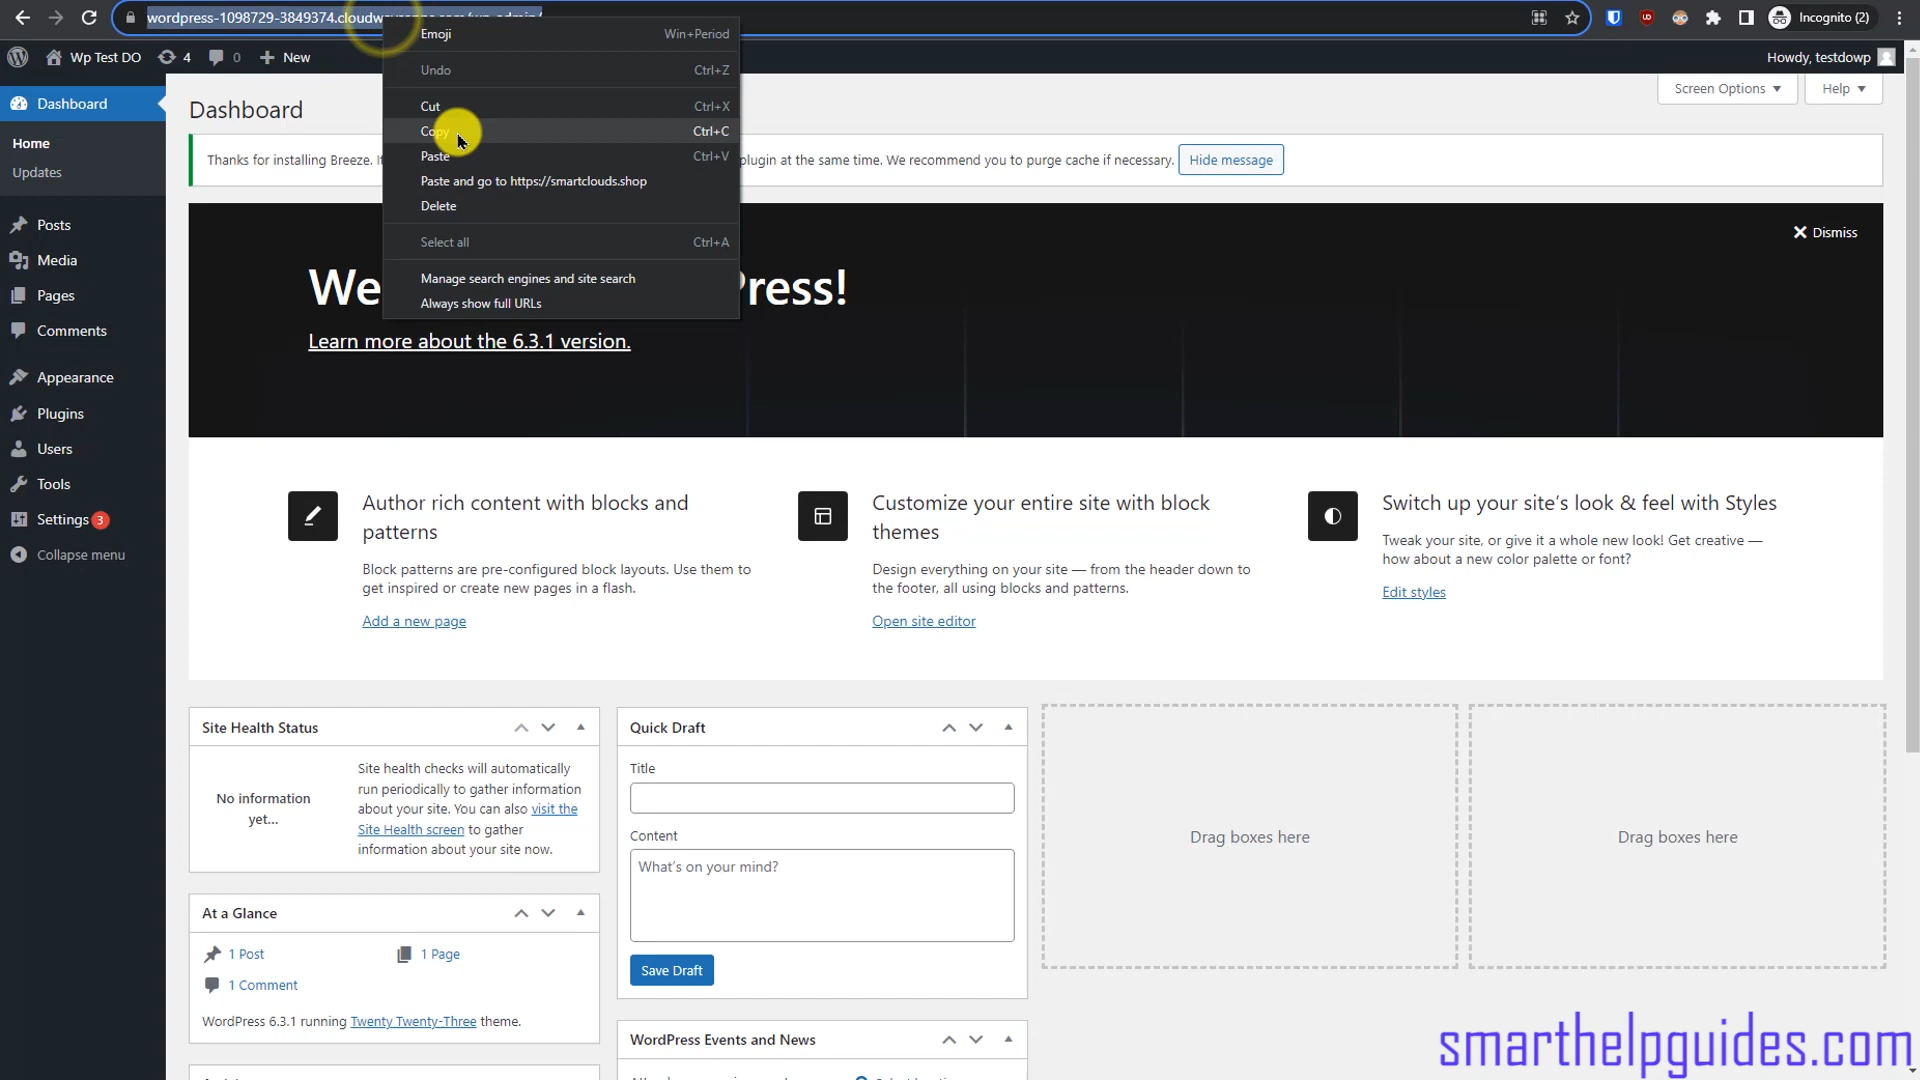 wordpress-1098729-3849374.cloudwaysapps.com/wp-admin/
Incognito (2)
Emoji Win+Period
Undo Ctrl+Z
Cut Ctrl+X
Copy Ctrl+C
Paste Ctrl+V
Paste and go to https://smartclouds.shop
Delete
Select all Ctrl+A
Manage search engines and site search
Always show full URLs
Wp Test DO
4
0
New
Howdy, testdowp
Dashboard
Home
Updates
Posts
Media
Pages
Comments
Appearance
Plugins
Users
Tools
Settings 3
Collapse menu
Dashboard
Screen Options
Help
Thanks for installing Breeze. It
plugin at the same time. We recommend you to purge cache if necessary.
Hide message
Dismiss
We
Press!
Learn more about the 6.3.1 version.
Author rich content with blocks and
patterns
Block patterns are pre-configured block layouts. Use them to
get inspired or create new pages in a flash.
Add a new page
Customize your entire site with block
themes
Design everything on your site — from the header down to
the footer, all using blocks and patterns.
Open site editor
Switch up your site’s look & feel with Styles
Tweak your site, or give it a whole new look! Get creative —
how about a new color palette or font?
Edit styles
Site Health Status
No information
yet...
Site health checks will automatically
run periodically to gather information
about your site. You can also visit the
Site Health screen to gather
information about your site now.
At a Glance
1 Post
1 Page
1 Comment
WordPress 6.3.1 running Twenty Twenty-Three theme.
Quick Draft
Title
Content
What’s on your mind?
Save Draft
WordPress Events and News
Drag boxes here
Drag boxes here
smarthelpguides.com